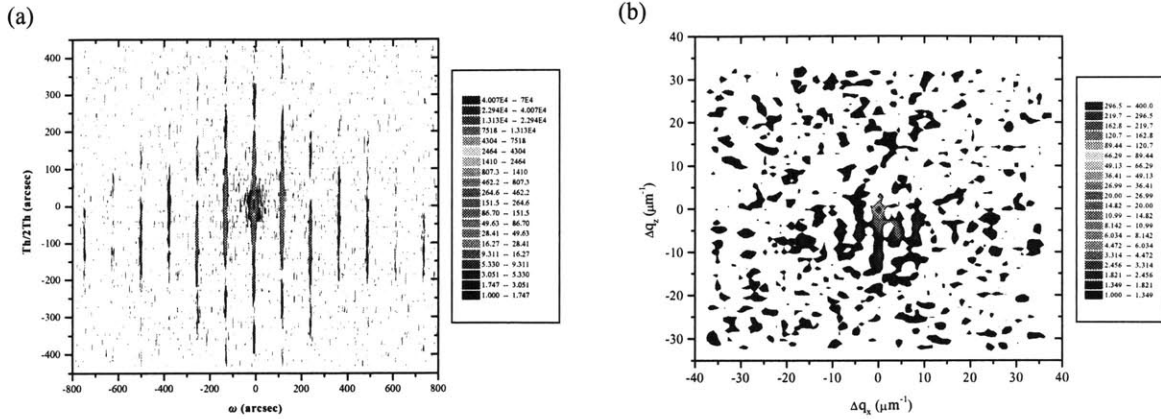 (a)
Th/2Th (arcsec)
400
300
200
100
0
-100
-200
-300
-400
-800
-600
-400
-200
0
200
400
600
800
ω (arcsec)
4.007E4 – 7E4
2.294E4 – 4.007E4
1.313E4 – 2.294E4
7518 – 1.313E4
4304 – 7518
2464 – 4304
1410 – 2464
807.3 – 1410
462.2 – 807.3
264.6 – 462.2
151.5 – 264.6
86.70 – 151.5
49.63 – 86.70
28.41 – 49.63
16.27 – 28.41
9.311 – 16.27
5.330 – 9.311
3.051 – 5.330
1.747 – 3.051
1.000 – 1.747
(b)
Δqz (μm-1)
40
30
20
10
0
-10
-20
-30
-40
-30
-20
-10
0
10
20
30
40
Δqx (μm-1)
296.5 – 400.0
219.7 – 296.5
162.8 – 219.7
120.7 – 162.8
89.44 – 120.7
66.29 – 89.44
49.13 – 66.29
36.41 – 49.13
26.99 – 36.41
20.00 – 26.99
14.82 – 20.00
10.99 – 14.82
8.142 – 10.99
6.034 – 8.142
4.472 – 6.034
3.314 – 4.472
2.456 – 3.314
1.821 – 2.456
1.349 – 1.821
1.000 – 1.349